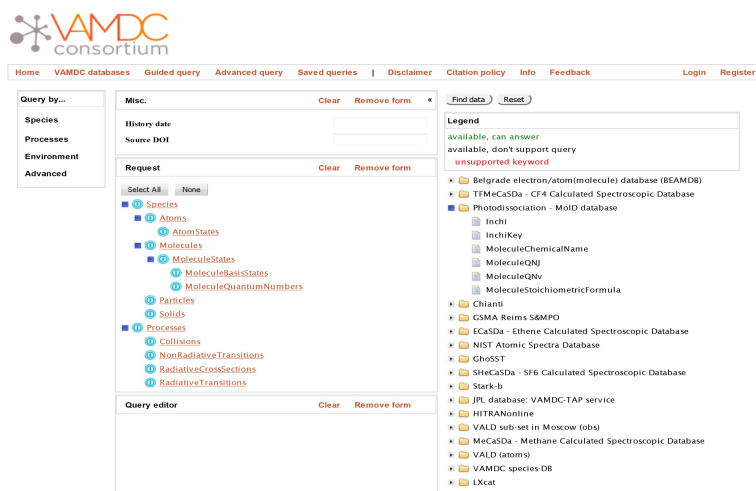 VAMDC
consortium
Home VAMDC databases Guided query Advanced query Saved queries | Disclaimer Citation policy Info Feedback Login Register
Query by...
Species
Processes
Environment
Advanced
Misc. Clear Remove form «
History date
Source DOI
Request Clear Remove form
Select All None
Species
Atoms
AtomStates
Molecules
MoleculeStates
MoleculeBasisStates
MoleculeQuantumNumbers
Particles
Solids
Processes
Collisions
NonRadiativeTransitions
RadiativeCrossSections
RadiativeTransitions
Query editor Clear Remove form
Find data Reset
Legend
available, can answer
available, don't support query
unsupported keyword
Belgrade electron/atom(molecule) database (BEAMDB)
TFMeCaSDa - CF4 Calculated Spectroscopic Database
Photodissociation - MolD database
Inchi
InchiKey
MoleculeChemicalName
MoleculeQNJ
MoleculeQNv
MoleculeStoichiometricFormula
Chianti
GSMA Reims S&MPO
ECaSDa - Ethene Calculated Spectroscopic Database
NIST Atomic Spectra Database
GhoSST
SHeCaSDa - SF6 Calculated Spectroscopic Database
Stark-b
JPL database: VAMDC-TAP service
HITRANonline
VALD sub-set in Moscow (obs)
MeCaSDa - Methane Calculated Spectroscopic Database
VALD (atoms)
VAMDC species-DB
LXcat